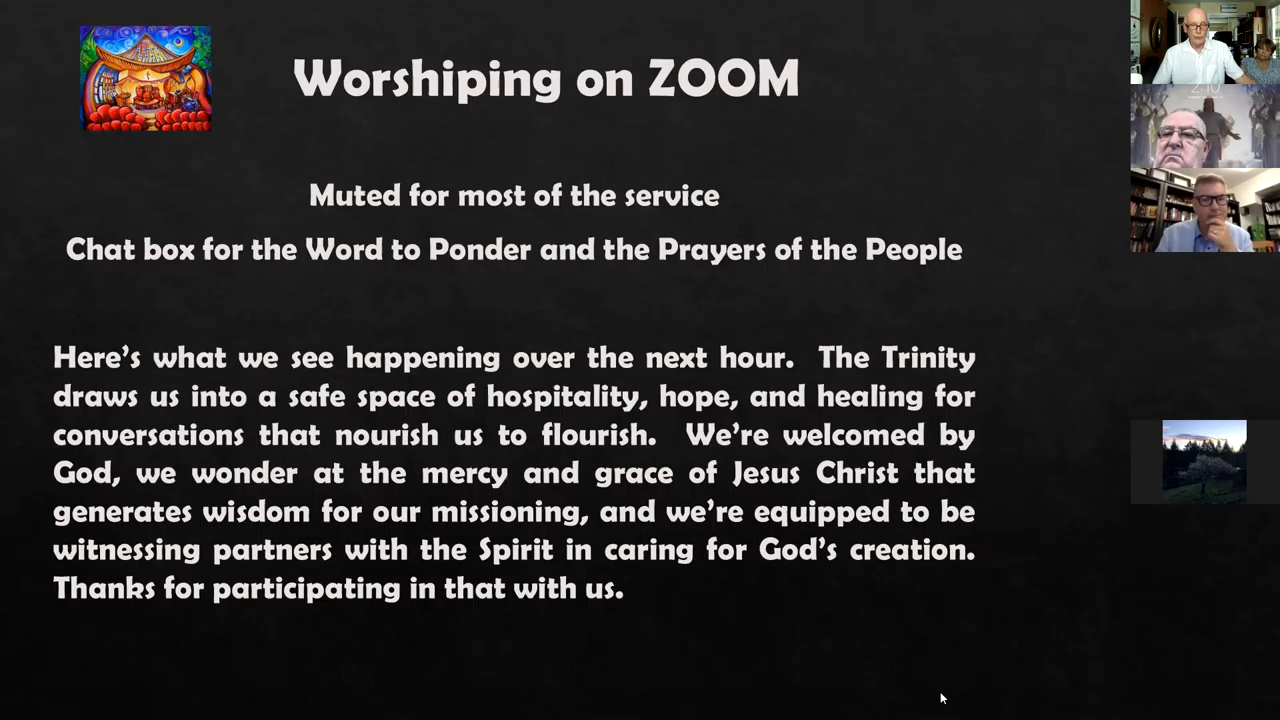 Worshiping on ZOOM
Muted for most of the service
Chat box for the Word to Ponder and the Prayers of the People
Here's what we see happening over the next hour. The Trinity
draws us into a safe space of hospitality, hope, and healing for
conversations that nourish us to flourish. We're welcomed by
God, we wonder at the mercy and grace of Jesus Christ that
generates wisdom for our missioning, and we're equipped to be
witnessing partners with the Spirit in caring for God's creation.
Thanks for participating in that with us.
2:10